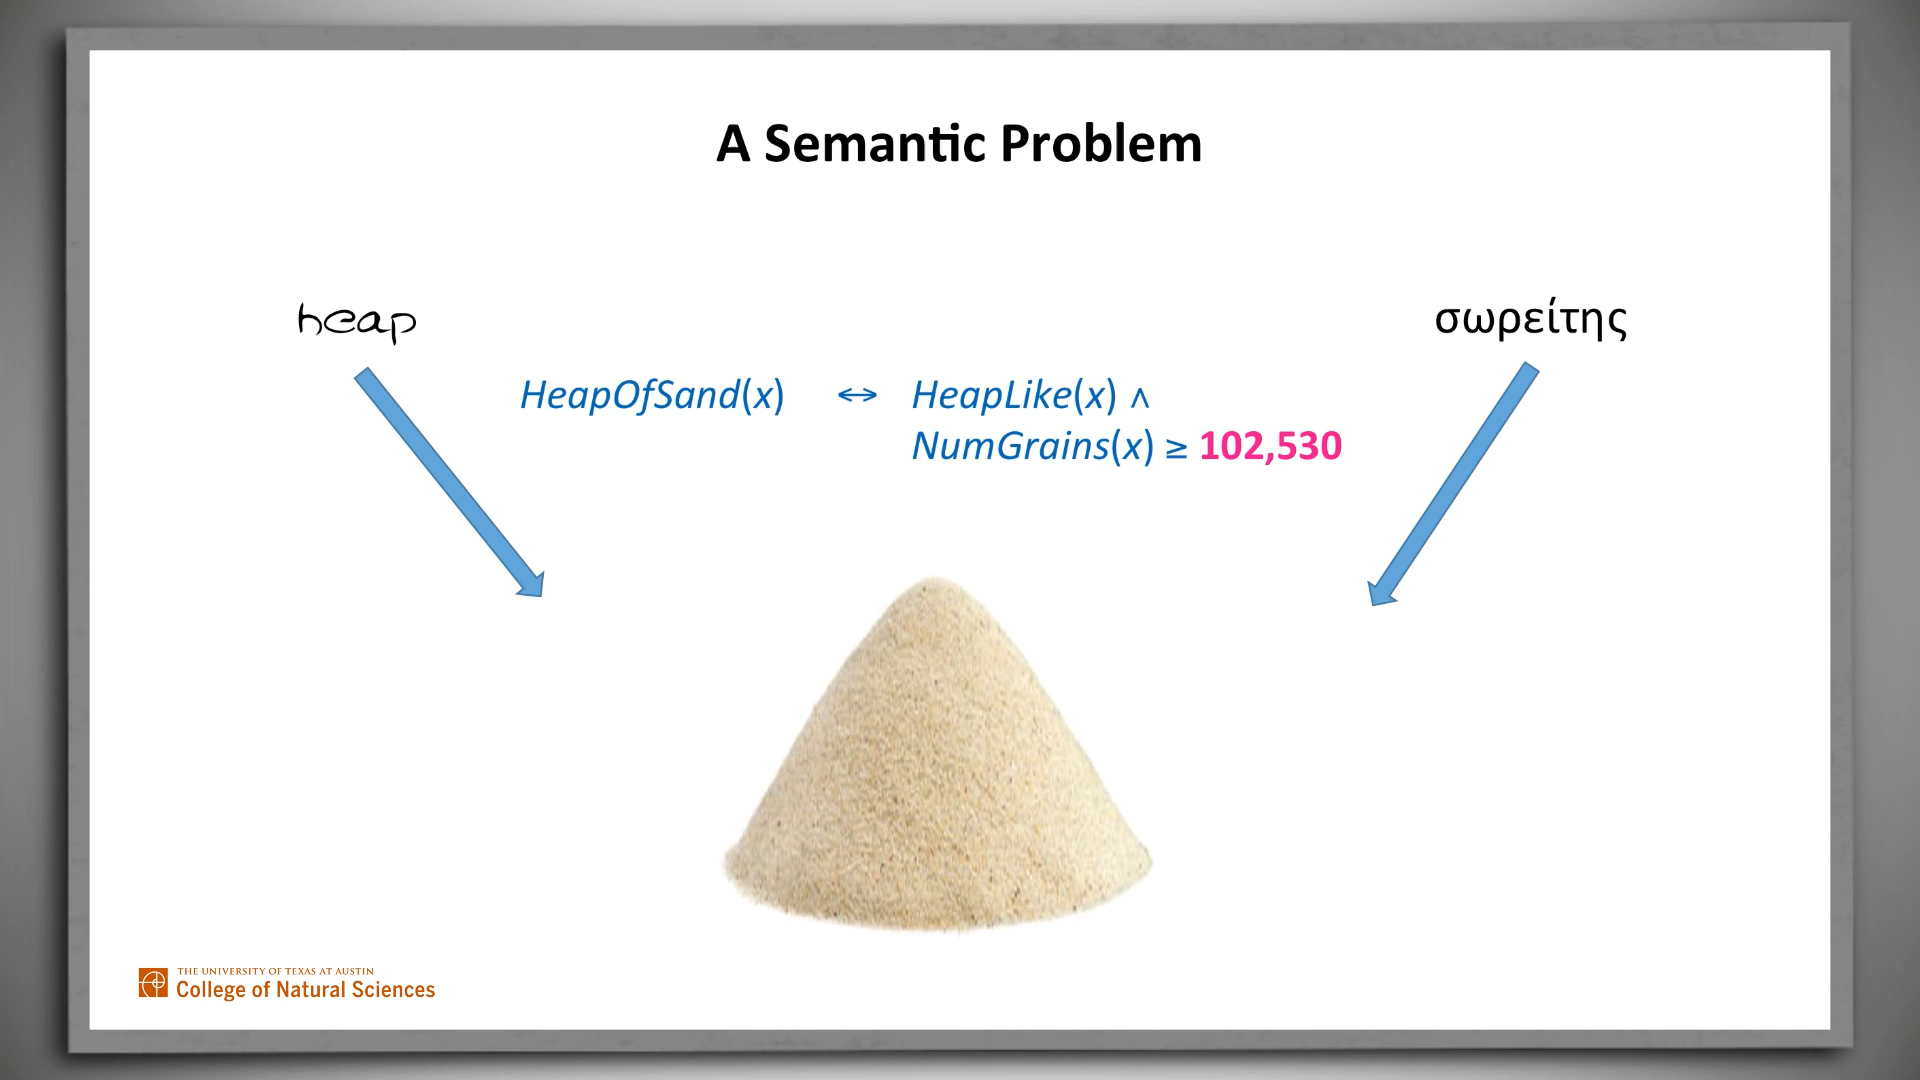 A Semantic Problem
heap
σωρείτης
HeapOfSand(x) ↔ HeapLike(x) ∧
NumGrains(x) ≥ 102,530
THE UNIVERSITY OF TEXAS AT AUSTIN
College of Natural Sciences